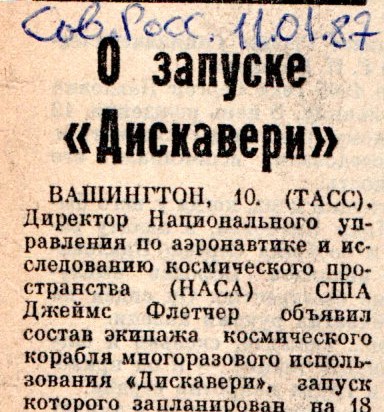 Сов. Росс. 11.01.87
О запуске
«Дискавери»
ВАШИНГТОН, 10. (ТАСС).
Директор Национального уп-
равления по аэронавтике и ис-
следованию космического про-
странства (НАСА) США
Джеймс Флетчер объявил
состав экипажа космического
корабля многоразового исполь-
зования «Дискавери», запуск
которого запланирован на 18